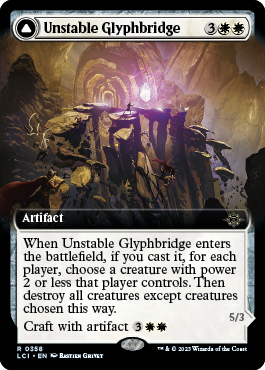 Unstable Glyphbridge 3
Artifact
When Unstable Glyphbridge enters
the battlefield, if you cast it, for each
player, choose a creature with power
2 or less that player controls. Then
destroy all creatures except creatures
chosen this way.
5/3
Craft with artifact 3
R 0358
LCI • EN Bastien Grivet
™ & © 2023 Wizards of the Coast